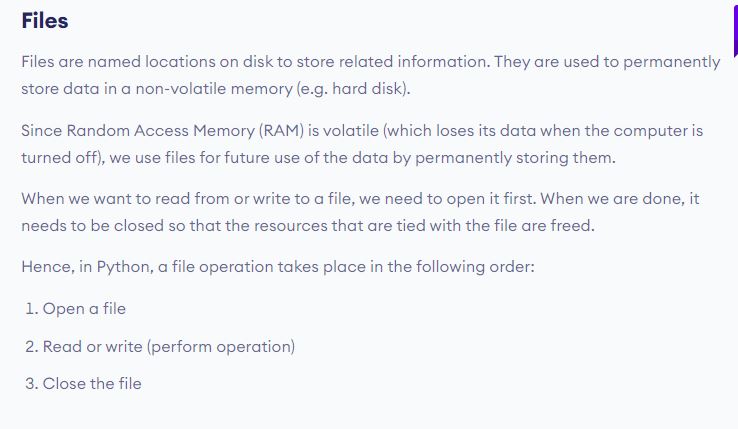 Files
Files are named locations on disk to store related information. They are used to permanently
store data in a non-volatile memory (e.g. hard disk).
Since Random Access Memory (RAM) is volatile (which loses its data when the computer is
turned off), we use files for future use of the data by permanently storing them.
When we want to read from or write to a file, we need to open it first. When we are done, it
needs to be closed so that the resources that are tied with the file are freed.
Hence, in Python, a file operation takes place in the following order:
1. Open a file
2. Read or write (perform operation)
3. Close the file